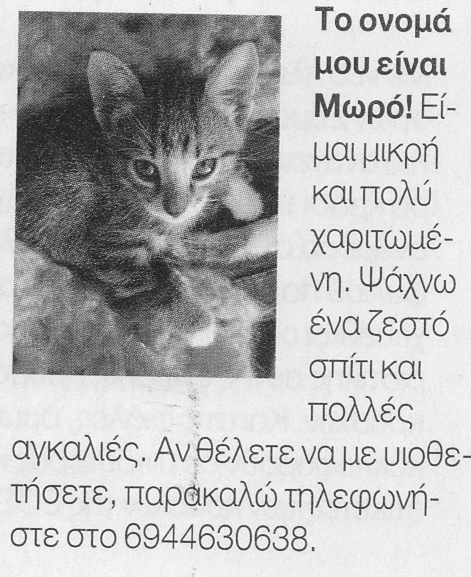 Το ονομά
μου είναι
Μωρό! Εί-
μαι μικρή
και πολύ
χαριτωμέ-
νη. Ψάχνω
ένα ζεστό
σπίτι και
πολλές
αγκαλιές. Αν θέλετε να με υιοθε-
τήσετε, παρακαλώ τηλεφωνή-
στε στο 6944630638.